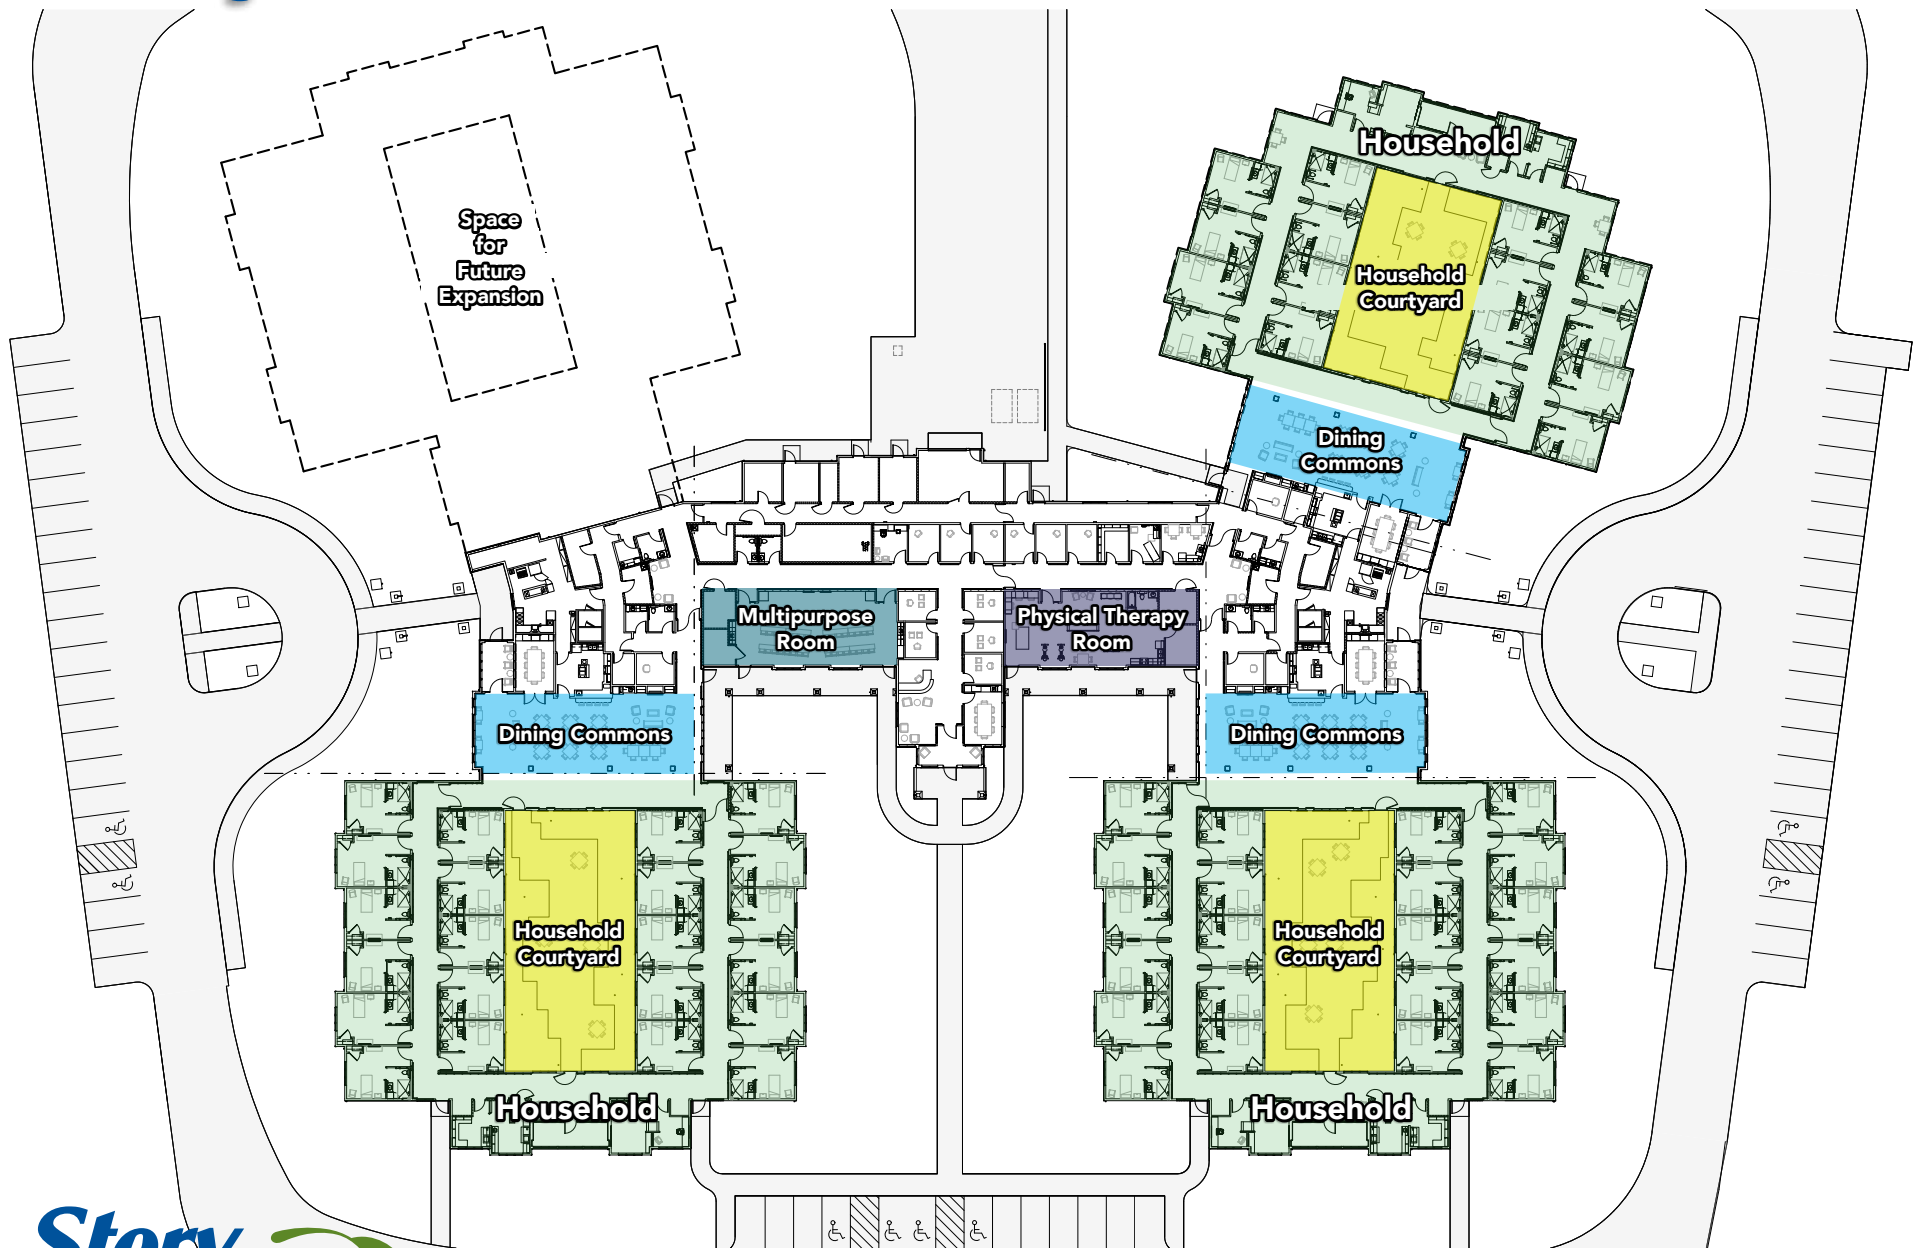 Household
Space
for
Future
Expansion
Household
Courtyard
Dining
Commons
Multipurpose
Room
Physical Therapy
Room
Dining Commons
Dining Commons
Household
Courtyard
Household
Courtyard
Household
Household
Story